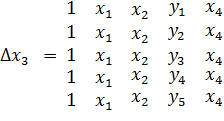 1 x₁ x₂ y₁ x₄
1 x₁ x₂ y₂ x₄
Δx₃ = 1 x₁ x₂ y₃ x₄
1 x₁ x₂ y₄ x₄
1 x₁ x₂ y₅ x₄